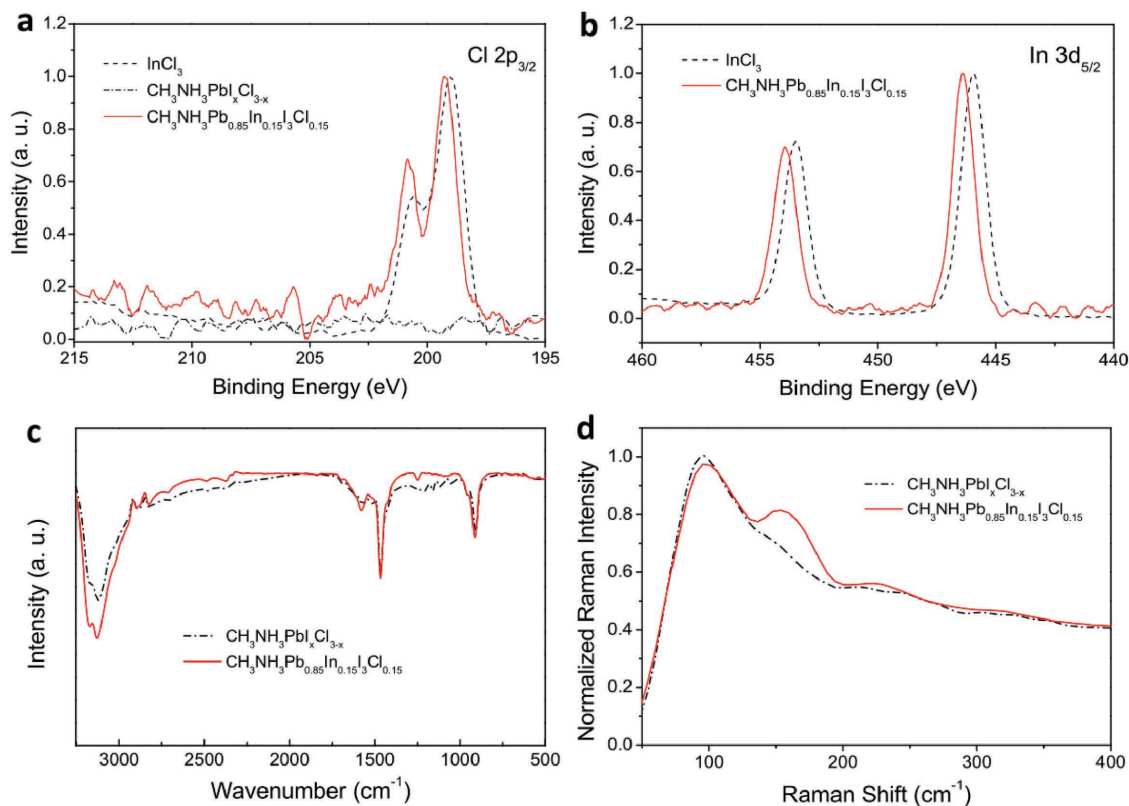 a
Cl 2p3/2
InCl3
CH3NH3PbIxCl3-x
CH3NH3Pb0.85In0.15I3Cl0.15
Intensity (a. u.)
1.2
1.0
0.8
0.6
0.4
0.2
0.0
215 210 205 200 195
Binding Energy (eV)
b
In 3d5/2
InCl3
CH3NH3Pb0.85In0.15I3Cl0.15
Intensity (a. u.)
1.2
1.0
0.8
0.6
0.4
0.2
0.0
460 455 450 445 440
Binding Energy (eV)
c
CH3NH3PbIxCl3-x
CH3NH3Pb0.85In0.15I3Cl0.15
Intensity (a. u.)
3000 2500 2000 1500 1000 500
Wavenumber (cm-1)
d
CH3NH3PbIxCl3-x
CH3NH3Pb0.85In0.15I3Cl0.15
Normalized Raman Intensity
1.0
0.8
0.6
0.4
0.2
0.0
100 200 300 400
Raman Shift (cm-1)